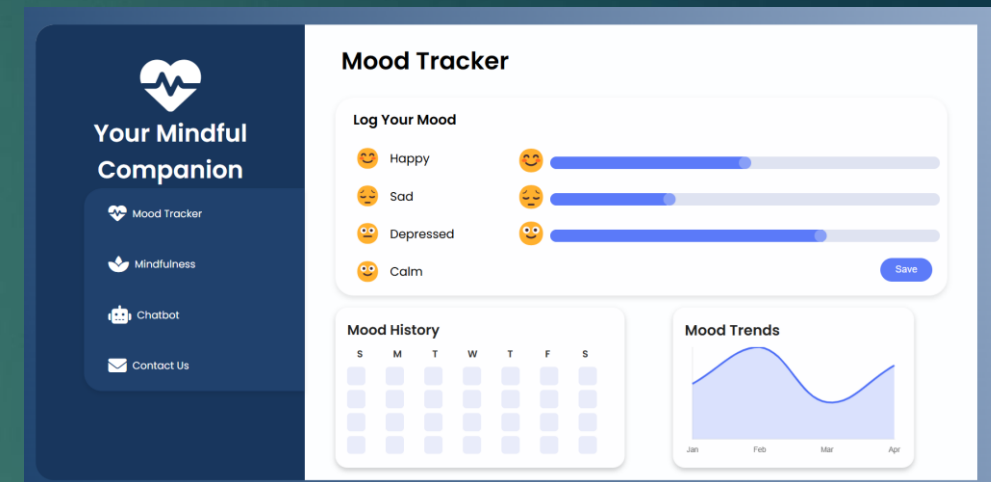 Your Mindful
Companion
Mood Tracker
Mindfulness
Chatbot
Contact Us
Mood Tracker
Log Your Mood
Happy
Sad
Depressed
Calm
Save
Mood History
S M T W T F S
Mood Trends
Jan Feb Mar Apr